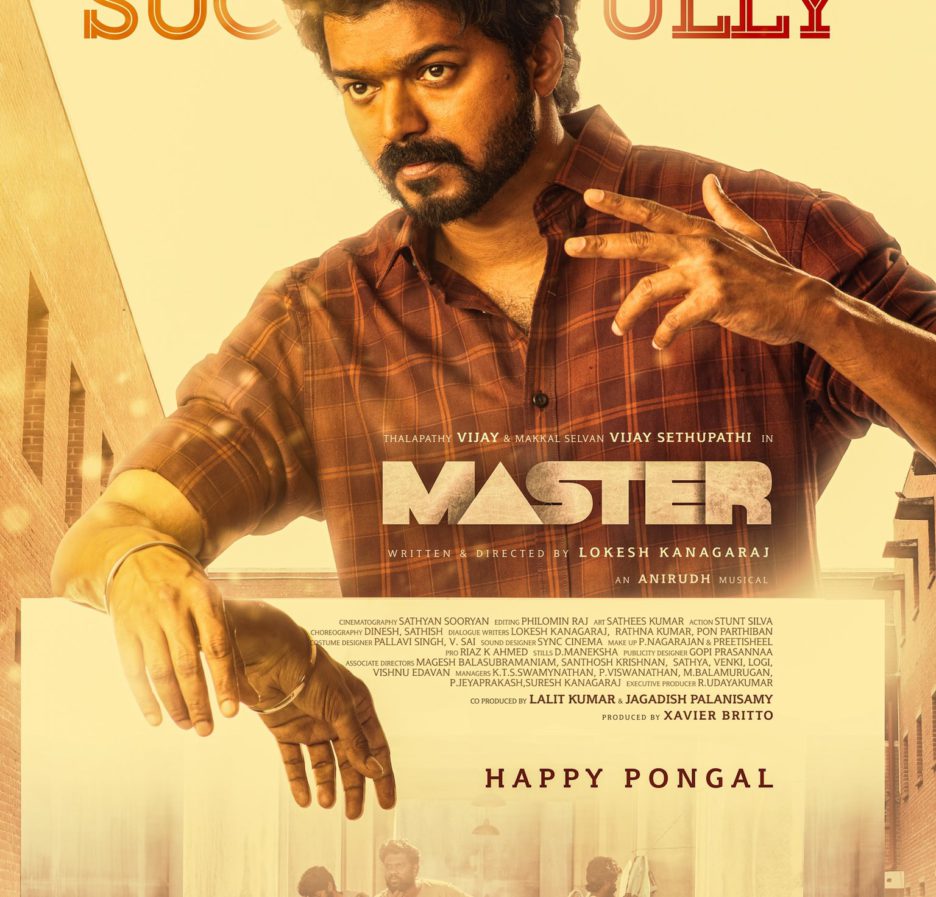 SUC ULLY
THALAPATHY VIJAY & MAKKAL SELVAN VIJAY SETHUPATHI IN
MASTER
WRITTEN & DIRECTED BY LOKESH KANAGARAJ
AN ANIRUDH MUSICAL
CINEMATOGRAPHY SATHYAN SOORYAN EDITING PHILOMIN RAJ ART SATHEES KUMAR ACTION STUNT SILVA
CHOREOGRAPHY DINESH, SATHISH DIALOGUE WRITERS LOKESH KANAGARAJ, RATHNA KUMAR, PON PARTHIBAN
COSTUME DESIGNER PALLAVI SINGH, V. SAI SOUND DESIGNER SYNC CINEMA MAKE UP P.NAGARAJAN & PREETISHEEL
PRO RIAZ K AHMED STILLS D.MANEKSHA PUBLICITY DESIGNER GOPI PRASANNAA
ASSOCIATE DIRECTORS MAGESH BALASUBRAMANIAM, SANTHOSH KRISHNAN, SATHYA, VENKI, LOGI,
VISHNU EDAVAN MANAGERS K.T.S.SWAMYNATHAN, P.VISWANATHAN, M.BALAMURUGAN,
P.JEYAPRAKASH,SURESH KANAGARAJ EXECUTIVE PRODUCER R.UDAYAKUMAR
CO PRODUCED BY LALIT KUMAR & JAGADISH PALANISAMY
PRODUCED BY XAVIER BRITTO
HAPPY PONGAL